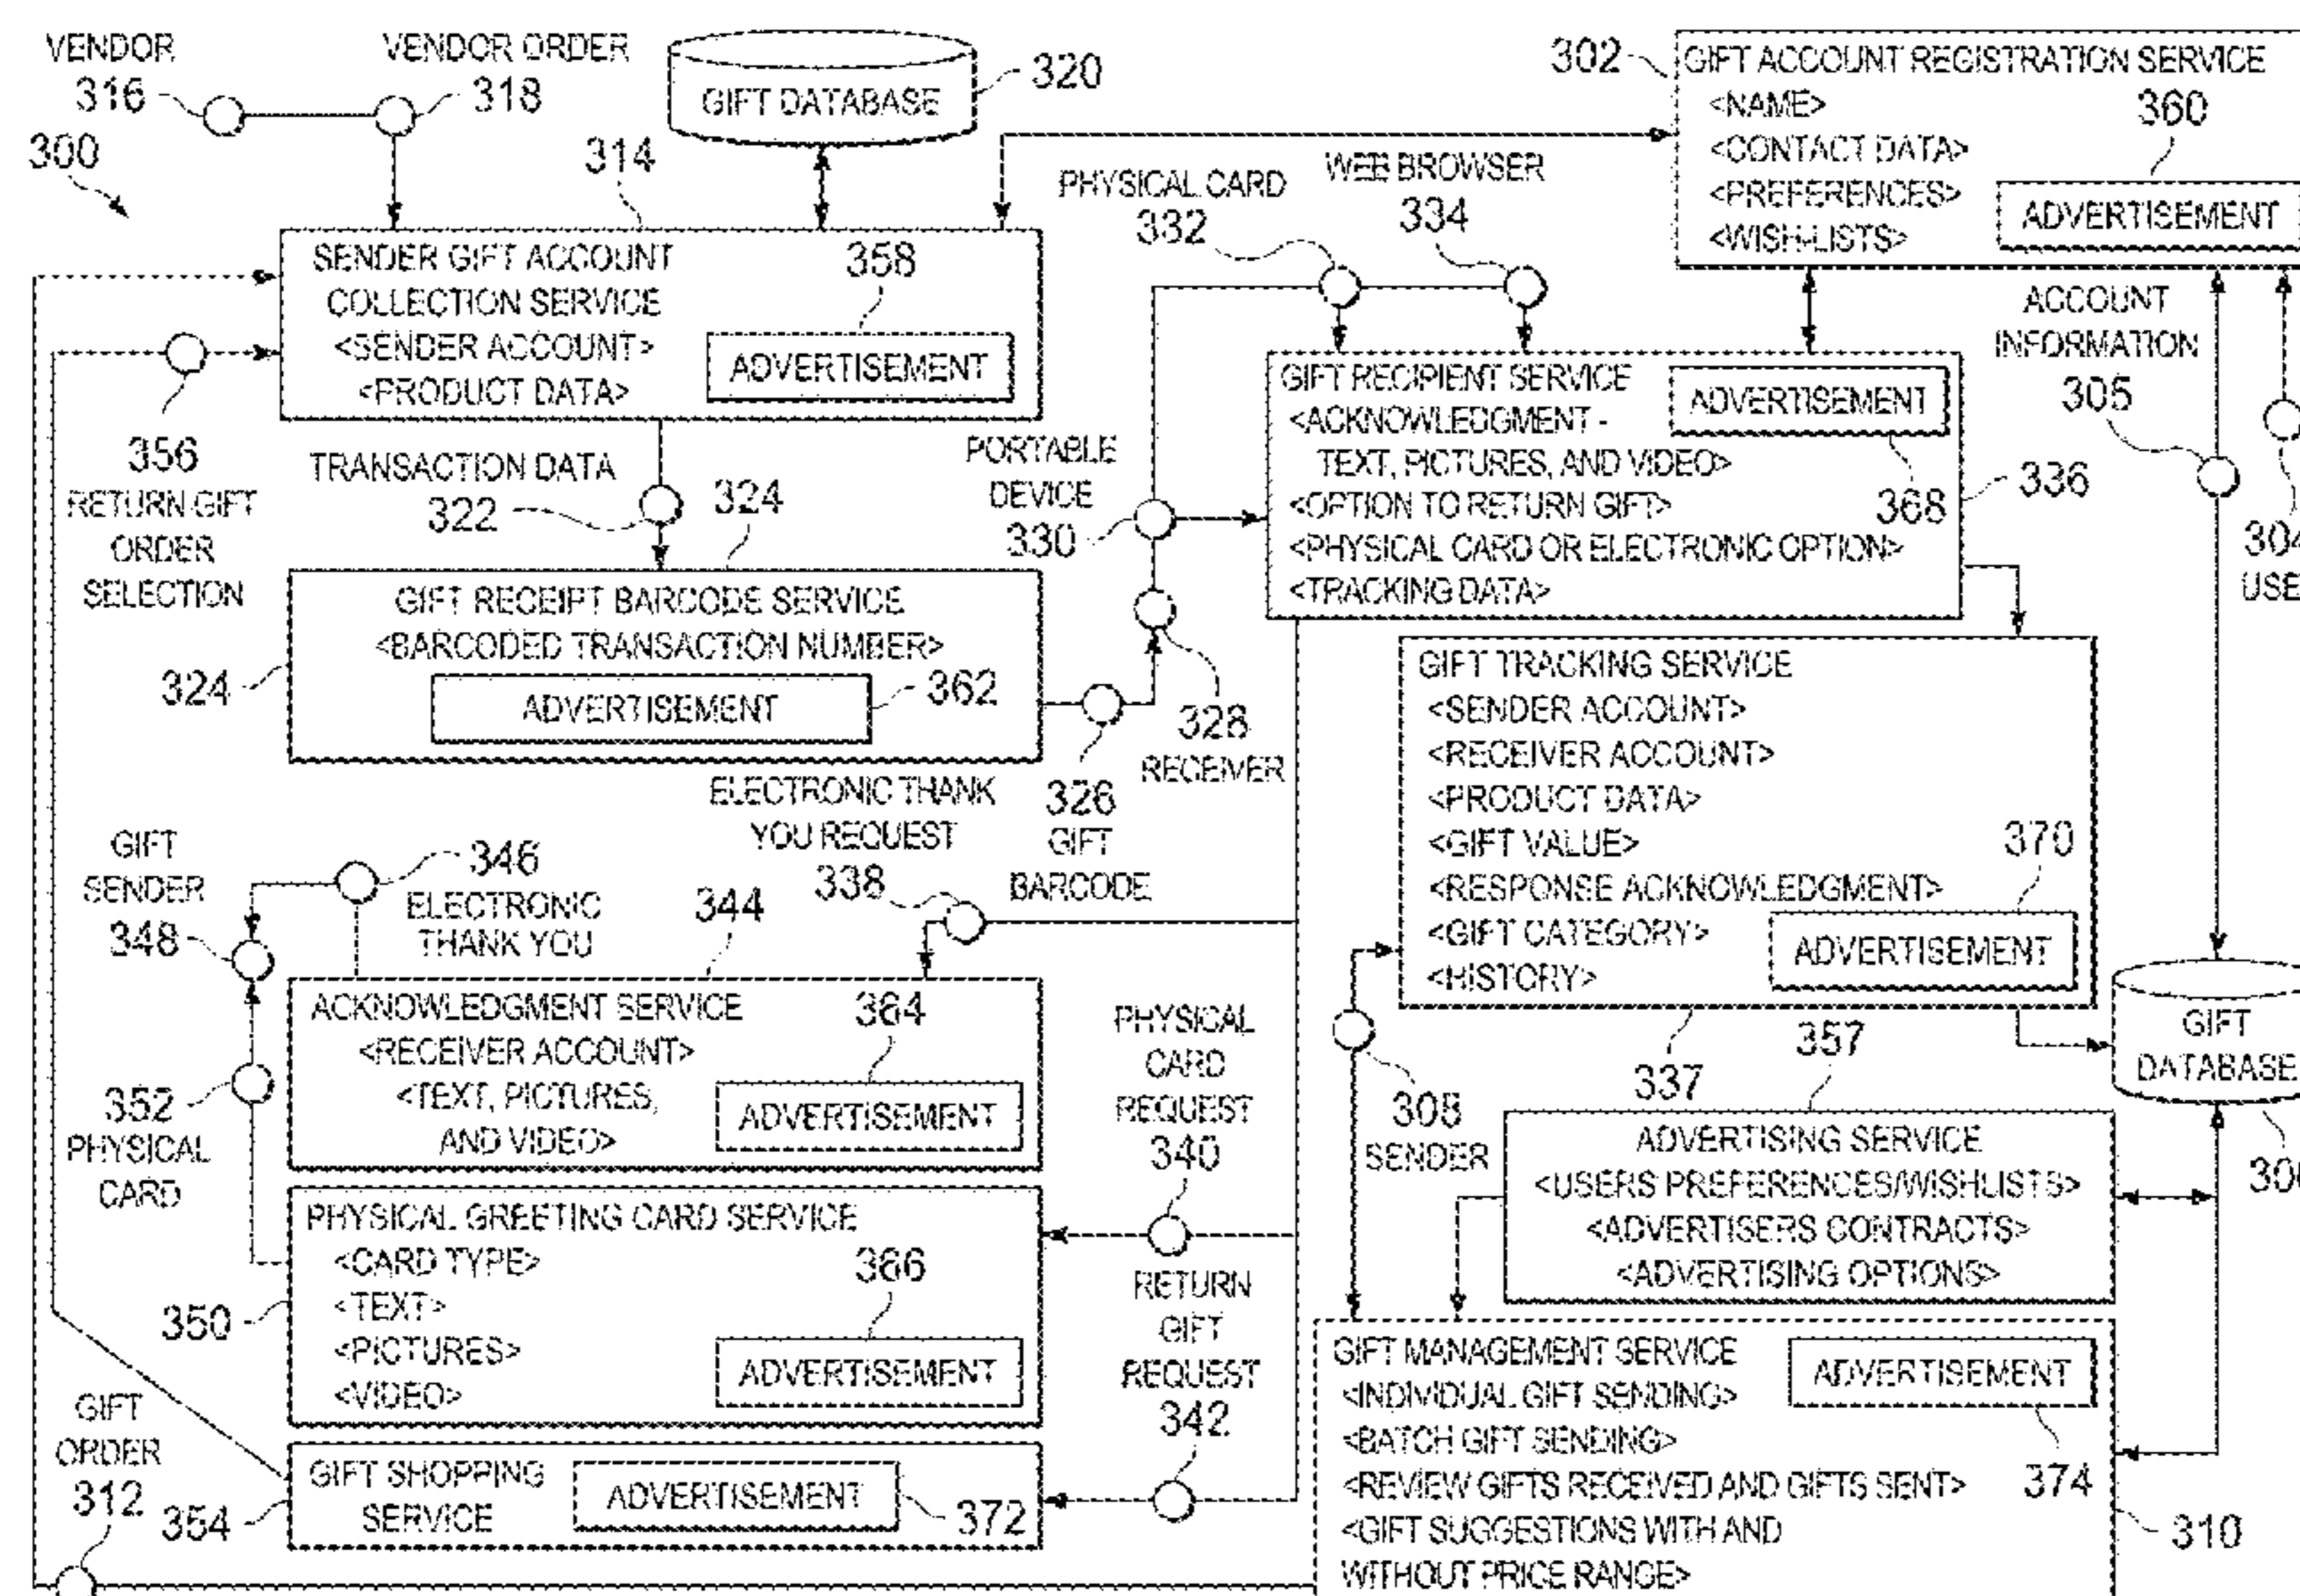 VENDOR
316
VENDOR ORDER
318
300
GIFT DATABASE
320
314
SENDER GIFT ACCOUNT
COLLECTION SERVICE
<SENDER ACCOUNT>
<PRODUCT DATA>
358
ADVERTISEMENT
302
GIFT ACCOUNT REGISTRATION SERVICE
<NAME>
<CONTACT DATA>
<PREFERENCES>
<WISH-LISTS>
360
ADVERTISEMENT
PHYSICAL CARD
332
WEB BROWSER
334
ACCOUNT
INFORMATION
305
304
356
RETURN GIFT
ORDER
SELECTION
TRANSACTION DATA
322
324
GIFT RECEIPT BARCODE SERVICE
<BARCODED TRANSACTION NUMBER>
324
ADVERTISEMENT
362
PORTABLE
DEVICE
330
328
RECEIVER
326
GIFT
BARCODE
GIFT RECIPIENT SERVICE
<ACKNOWLEDGMENT -
TEXT, PICTURES, AND VIDEO>
<OPTION TO RETURN GIFT>
<PHYSICAL CARD OR ELECTRONIC OPTION>
<TRACKING DATA>
ADVERTISEMENT
368
336
GIFT TRACKING SERVICE
<SENDER ACCOUNT>
<RECEIVER ACCOUNT>
<PRODUCT DATA>
<GIFT VALUE>
<RESPONSE ACKNOWLEDGMENT>
<GIFT CATEGORY>
<HISTORY>
370
ADVERTISEMENT
337
ELECTRONIC THANK
YOU REQUEST
338
GIFT
SENDER
348
346
ELECTRONIC
THANK YOU
344
ACKNOWLEDGMENT SERVICE
<RECEIVER ACCOUNT>
<TEXT, PICTURES,
AND VIDEO>
364
ADVERTISEMENT
352
PHYSICAL
CARD
PHYSICAL
CARD
REQUEST
340
308
SENDER
GIFT
DATABASE
357
ADVERTISING SERVICE
<USERS PREFERENCES/WISHLISTS>
<ADVERTISERS CONTRACTS>
<ADVERTISING OPTIONS>
350
PHYSICAL GREETING CARD SERVICE
<CARD TYPE>
<TEXT>
<PICTURES>
<VIDEO>
366
ADVERTISEMENT
RETURN
GIFT
REQUEST
342
GIFT
ORDER
312
354
GIFT SHOPPING
SERVICE
ADVERTISEMENT
372
GIFT MANAGEMENT SERVICE
<INDIVIDUAL GIFT SENDING>
<BATCH GIFT SENDING>
<REVIEW GIFTS RECEIVED AND GIFTS SENT>
<GIFT SUGGESTIONS WITH AND
WITHOUT PRICE RANGE>
ADVERTISEMENT
374
310